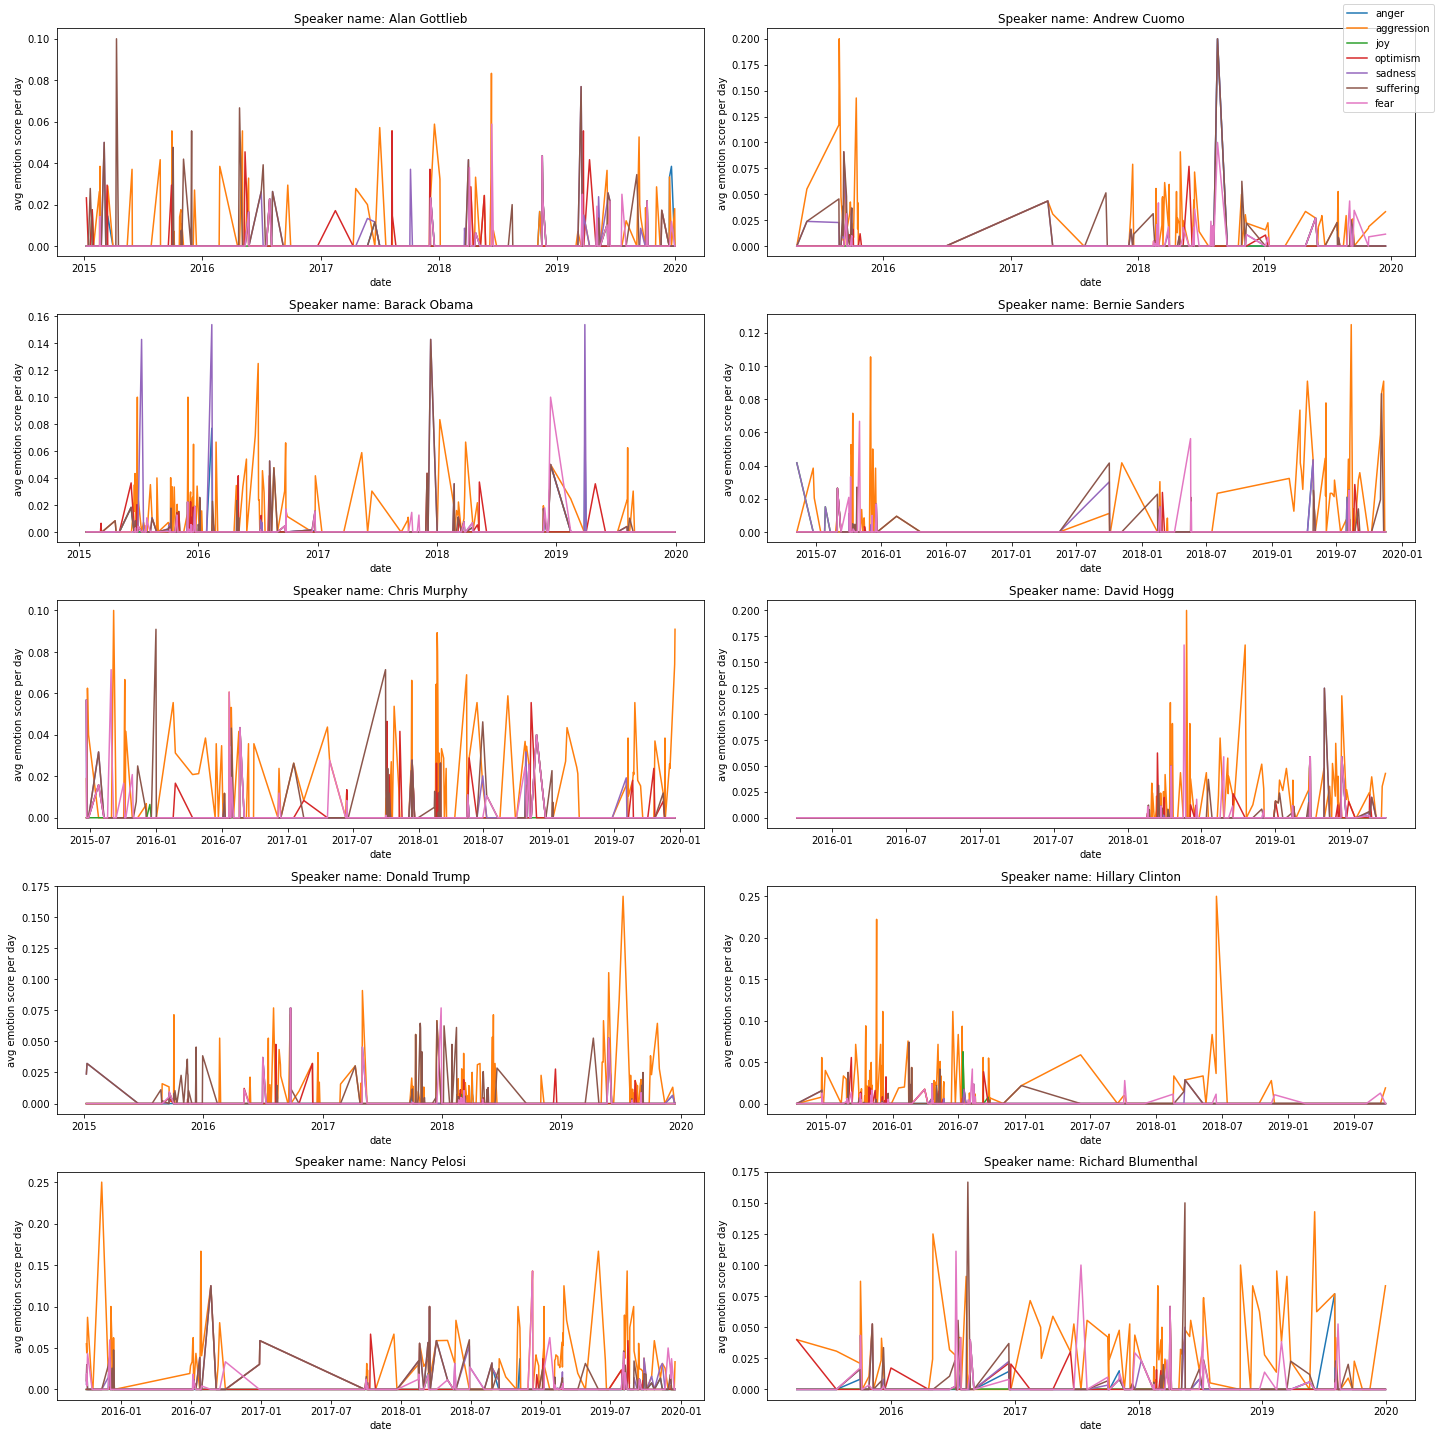 Speaker name: Alan Gottlieb
avg emotion score per day
0.10
0.08
0.06
0.04
0.02
0.00
2015 2016 2017 2018 2019 2020
date
Speaker name: Andrew Cuomo
avg emotion score per day
0.200
0.175
0.150
0.125
0.100
0.075
0.050
0.025
0.000
2016 2017 2018 2019 2020
date
anger
aggression
joy
optimism
sadness
suffering
fear
Speaker name: Barack Obama
avg emotion score per day
0.16
0.14
0.12
0.10
0.08
0.06
0.04
0.02
0.00
2015 2016 2017 2018 2019 2020
date
Speaker name: Bernie Sanders
avg emotion score per day
0.12
0.10
0.08
0.06
0.04
0.02
0.00
2015-07 2016-01 2016-07 2017-01 2017-07 2018-01 2018-07 2019-01 2019-07 2020-01
date
Speaker name: Chris Murphy
avg emotion score per day
0.10
0.08
0.06
0.04
0.02
0.00
2015-07 2016-01 2016-07 2017-01 2017-07 2018-01 2018-07 2019-01 2019-07 2020-01
date
Speaker name: David Hogg
avg emotion score per day
0.200
0.175
0.150
0.125
0.100
0.075
0.050
0.025
0.000
2016-01 2016-07 2017-01 2017-07 2018-01 2018-07 2019-01 2019-07
date
Speaker name: Donald Trump
avg emotion score per day
0.175
0.150
0.125
0.100
0.075
0.050
0.025
0.000
2015 2016 2017 2018 2019 2020
date
Speaker name: Hillary Clinton
avg emotion score per day
0.25
0.20
0.15
0.10
0.05
0.00
2015-07 2016-01 2016-07 2017-01 2017-07 2018-01 2018-07 2019-01 2019-07
date
Speaker name: Nancy Pelosi
avg emotion score per day
0.25
0.20
0.15
0.10
0.05
0.00
2016-01 2016-07 2017-01 2017-07 2018-01 2018-07 2019-01 2019-07 2020-01
date
Speaker name: Richard Blumenthal
avg emotion score per day
0.175
0.150
0.125
0.100
0.075
0.050
0.025
0.000
2016 2017 2018 2019 2020
date